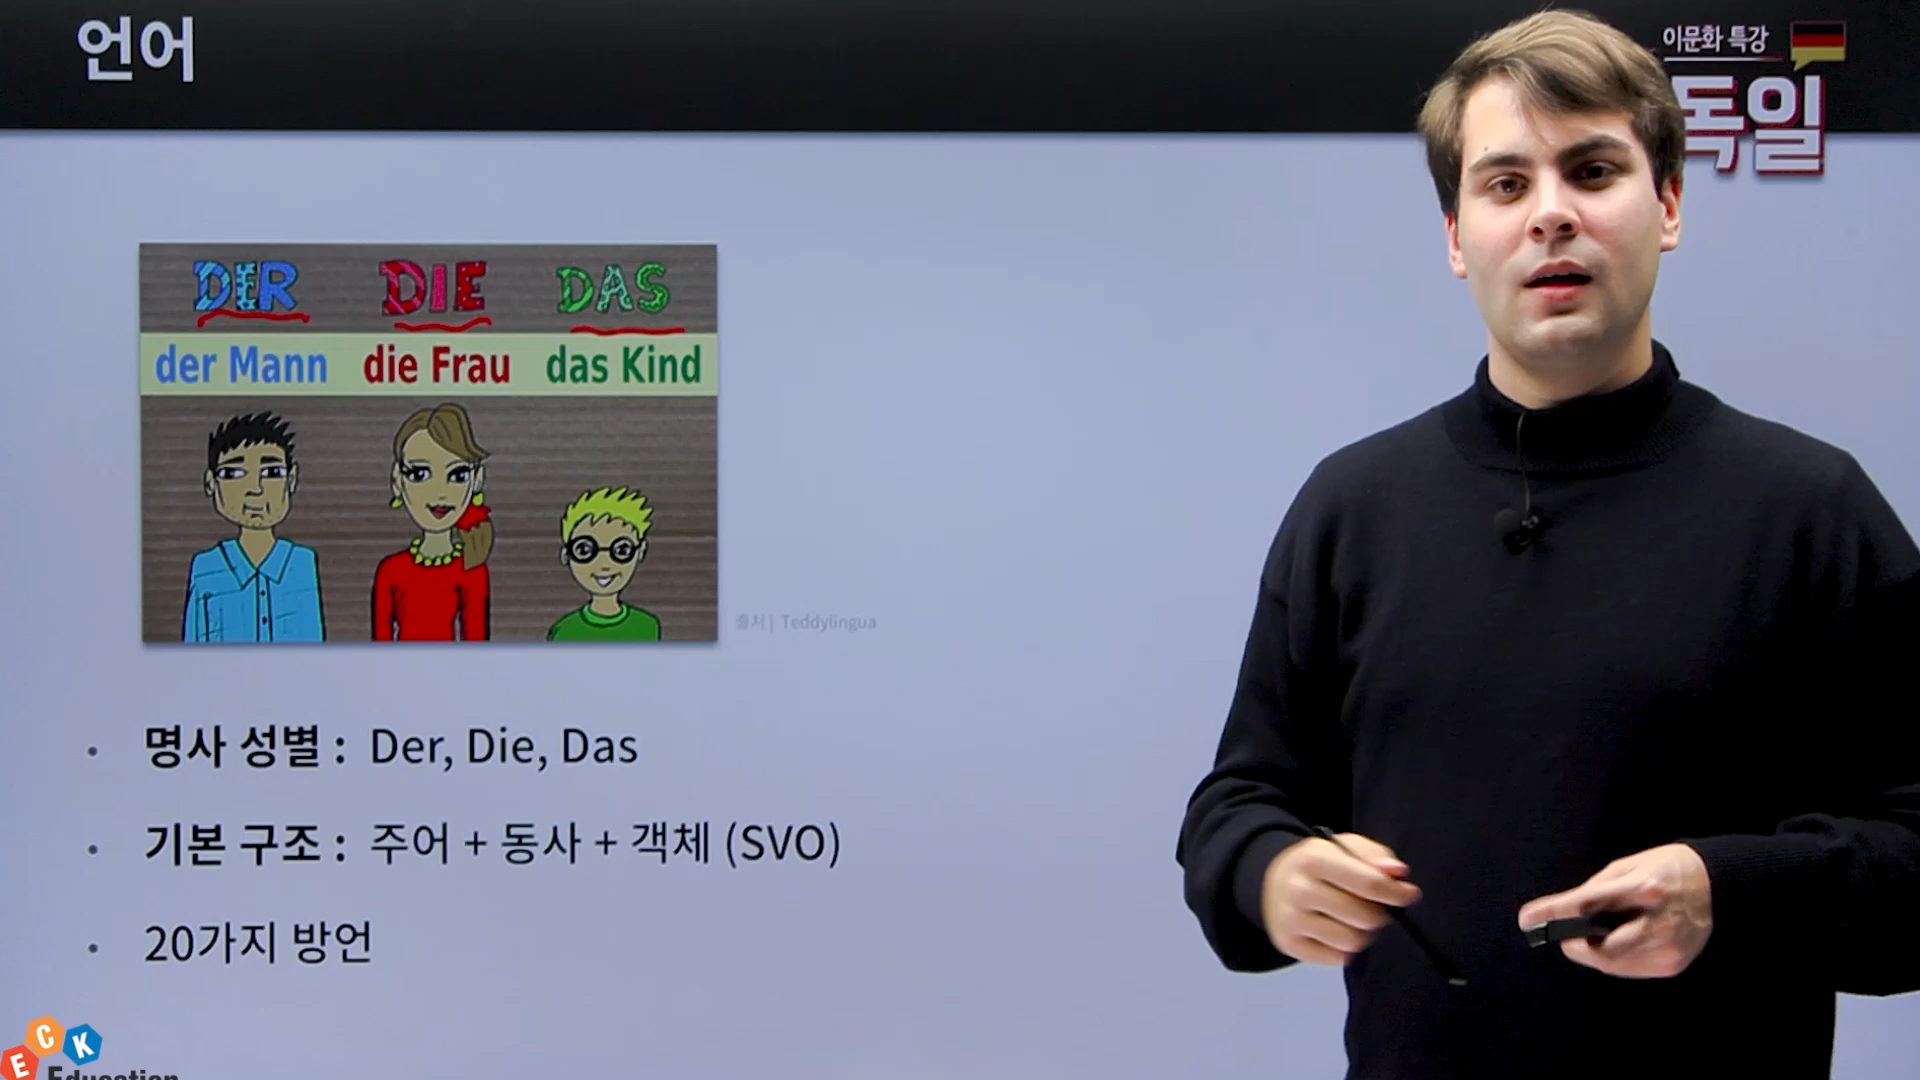 언어
이문화 특강
독일
DER DIE DAS
der Mann die Frau das Kind
출처| Teddylingua
• 명사 성별 : Der, Die, Das
• 기본 구조 : 주어 + 동사 + 객체 (SVO)
• 20가지 방언
ECK
Education